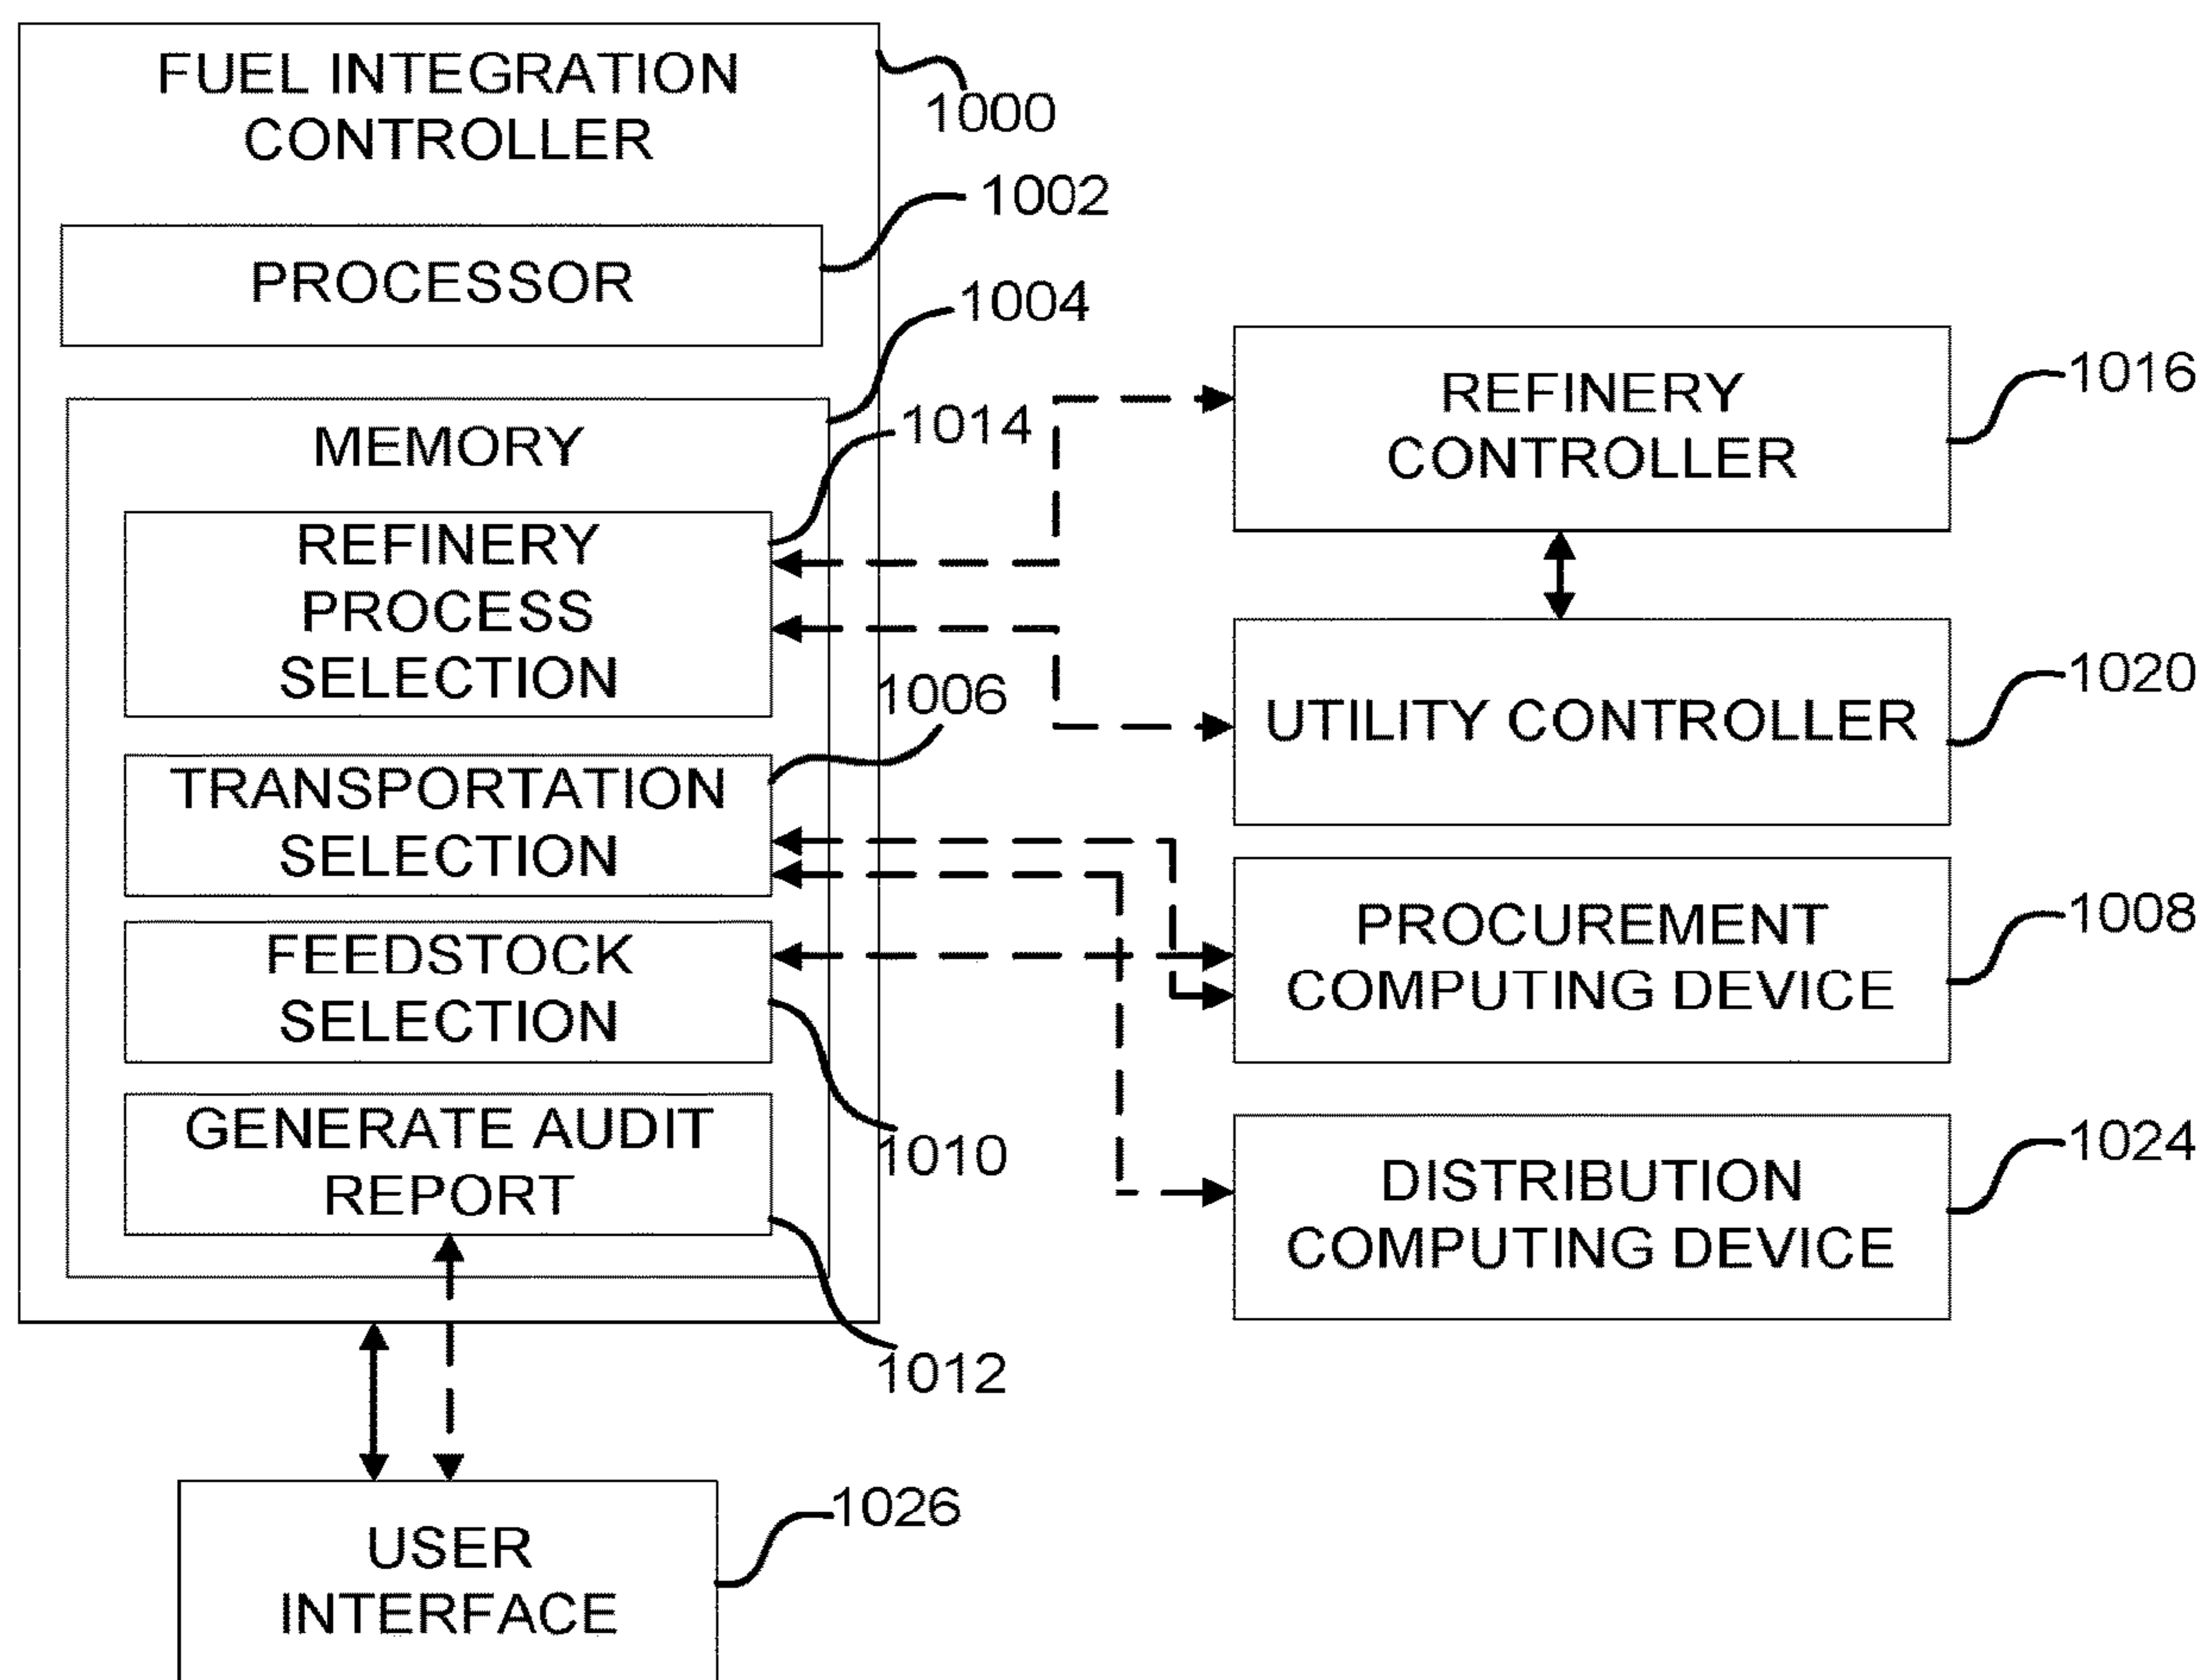 FUEL INTEGRATION
CONTROLLER
1000
PROCESSOR
1002
MEMORY
1004
REFINERY
PROCESS
SELECTION
1014
TRANSPORTATION
SELECTION
1006
FEEDSTOCK
SELECTION
1010
GENERATE AUDIT
REPORT
1012
USER
INTERFACE
1026
REFINERY
CONTROLLER
1016
UTILITY CONTROLLER
1020
PROCUREMENT
COMPUTING DEVICE
1008
DISTRIBUTION
COMPUTING DEVICE
1024